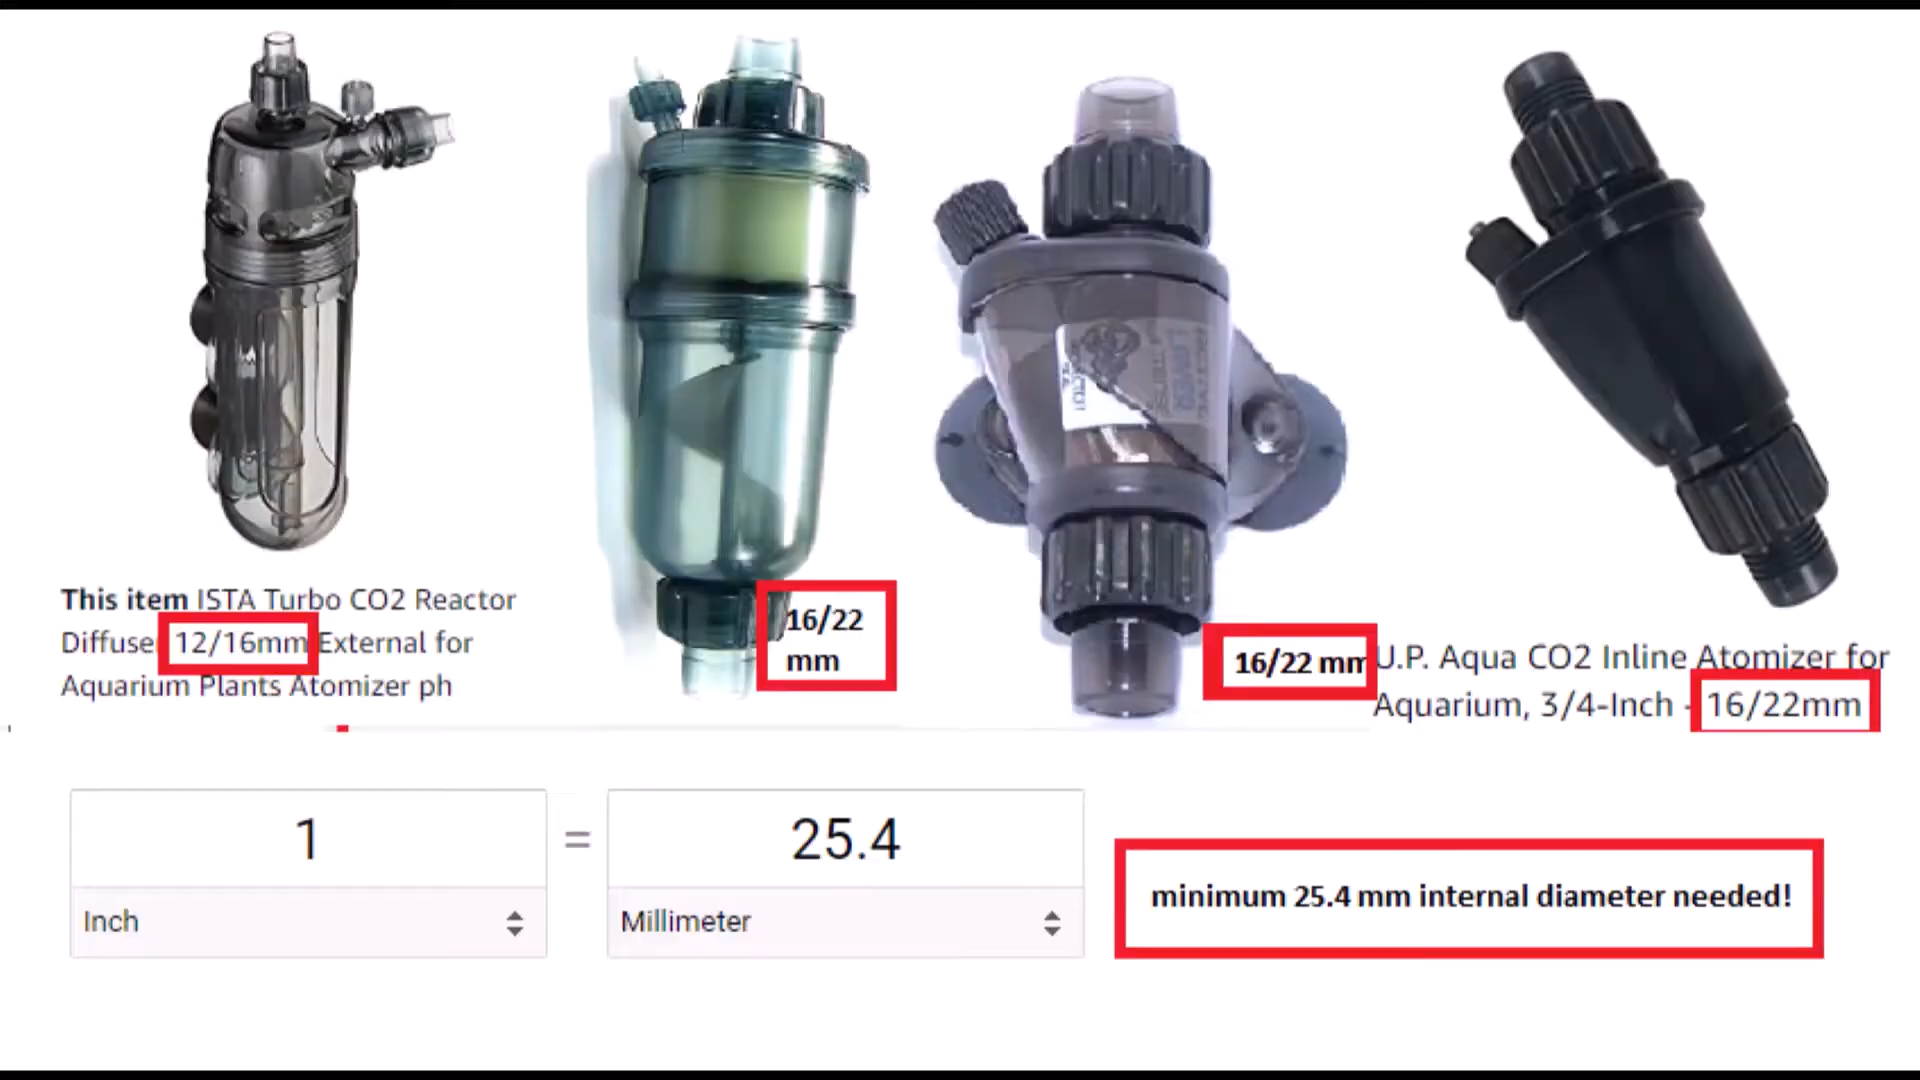 This item ISTA Turbo CO2 Reactor
Diffuser 12/16mm External for
Aquarium Plants Atomizer ph
16/22
mm
16/22 mm
U.P. Aqua CO2 Inline Atomizer for
Aquarium, 3/4-Inch - 16/22mm
1
=
25.4
Inch
Millimeter
minimum 25.4 mm internal diameter needed!